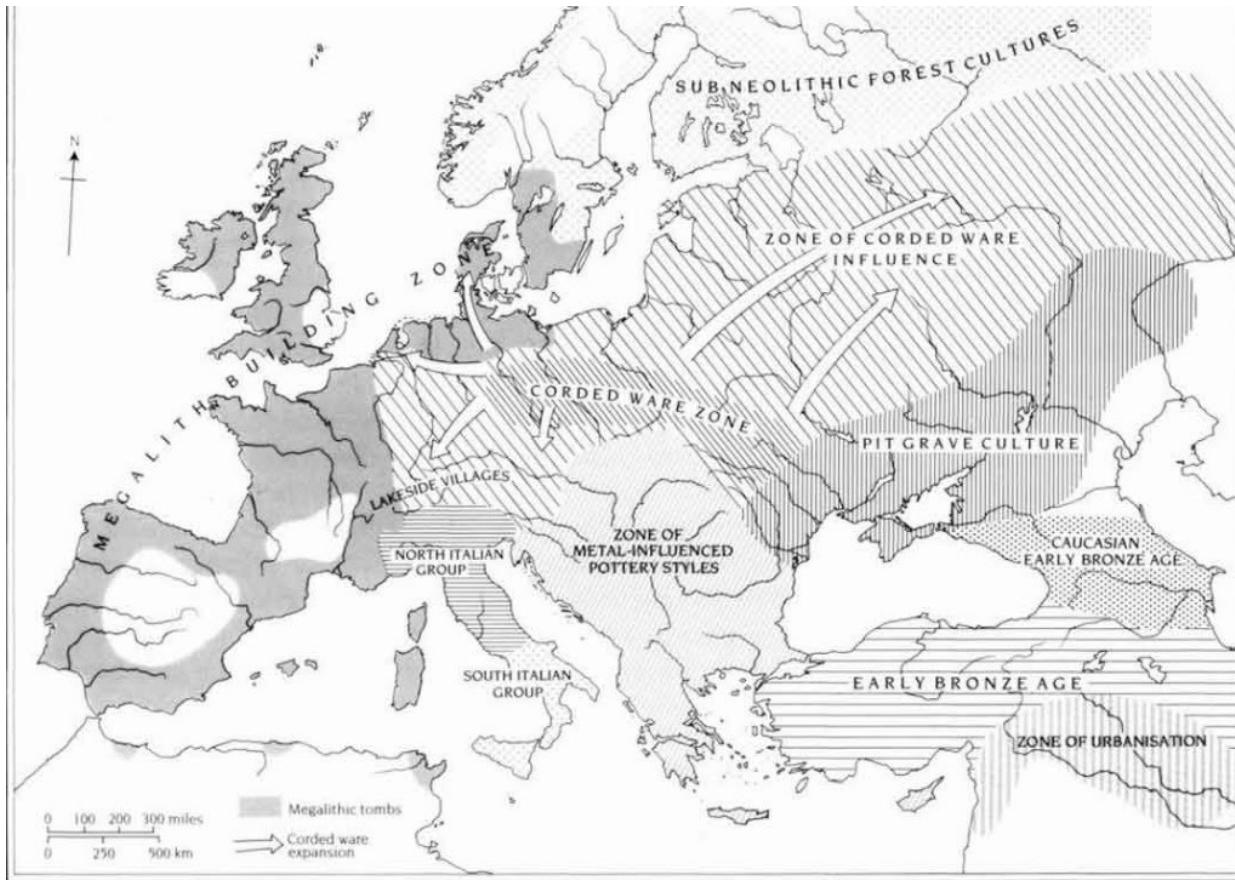 SUB NEOLITHIC FOREST CULTURES
N
ZONE OF CORDED WARE
INFLUENCE
MEGALITH BUILDING ZONE
CORDED WARE ZONE
PIT GRAVE CULTURE
LAKESIDE VILLAGES
ZONE OF
METAL-INFLUENCED
POTTERY STYLES
NORTH ITALIAN
GROUP
CAUCASIAN
EARLY BRONZE AGE
SOUTH ITALIAN
GROUP
EARLY BRONZE AGE
ZONE OF URBANISATION
Megalithic tombs
0 100 200 300 miles
0 250 500 km
Corded ware
expansion